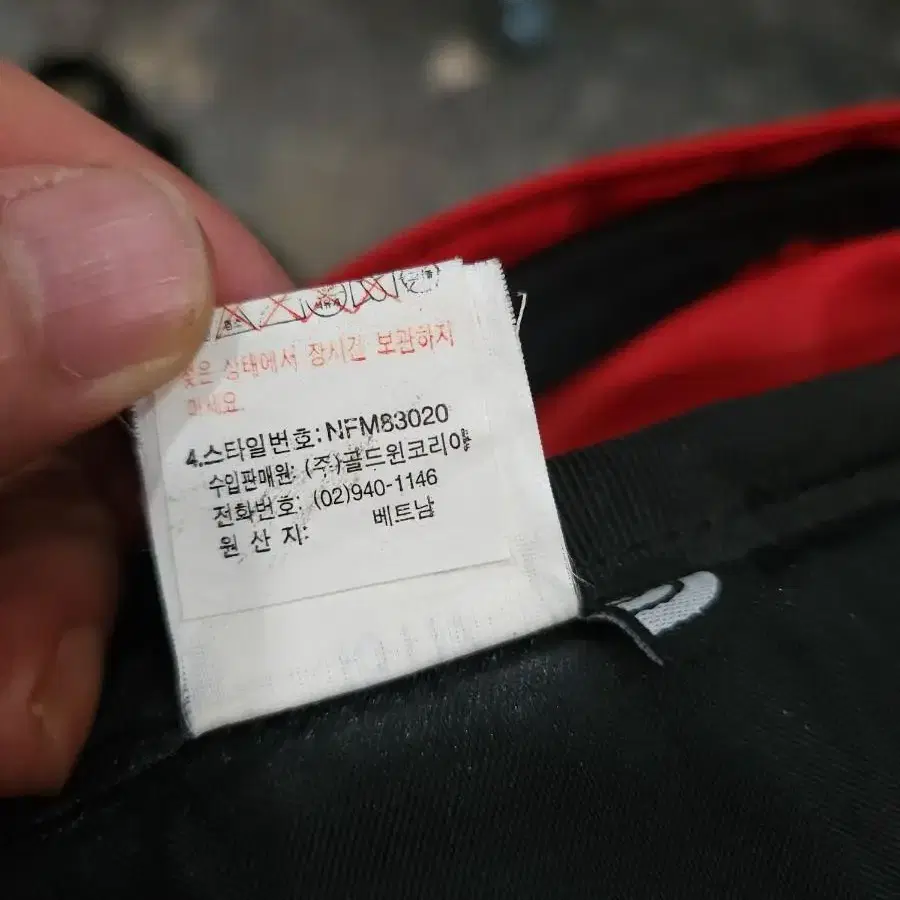 젖은 상태에서 장시간 보관하지
마세요.
4.스타일번호: NFM83020
수입판매원: (주)골드윈코리아
전화번호: (02)940-1146
원 산 지: 베트남